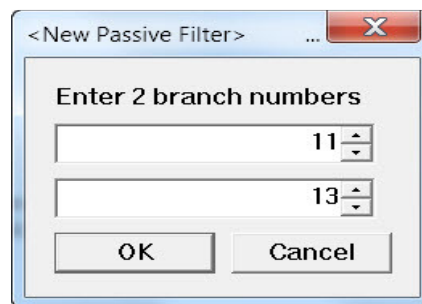 <New Passive Filter> ...
Enter 2 branch numbers
11
13
OK Cancel